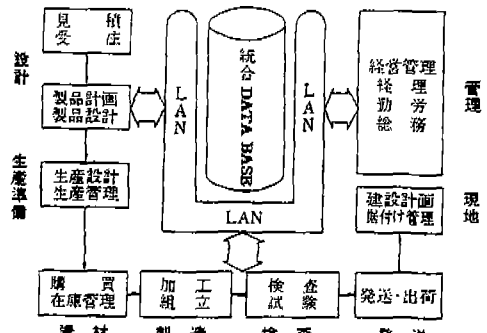 見積
受注
設計
製品計画
製品設計
生産準備
生産設計
生産管理
LAN
統合 DATA BASE
LAN
LAN
経営管理
経理
勤労
総務
管理
建設計画
据付け管理
現地
購買
在庫管理
加工
組立
検査
試験
発送・出荷